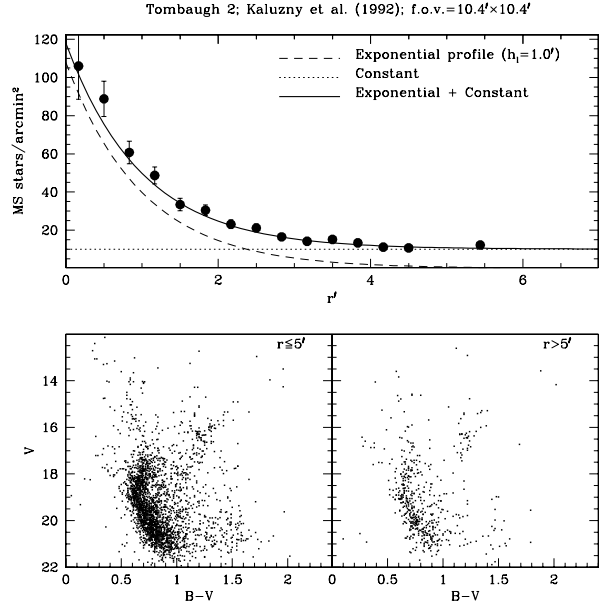 Tombaugh 2; Kaluzny et al. (1992); f.o.v.=10.4′×10.4′
120
100
80
60
40
20
MS stars/arcmin²
Exponential profile (hₗ=1.0′)
Constant
Exponential + Constant
0 2 4 6
r′
r≦5′
r>5′
14
16
18
20
22
V
0 0.5 1 1.5 2
0 0.5 1 1.5 2
B−V
B−V